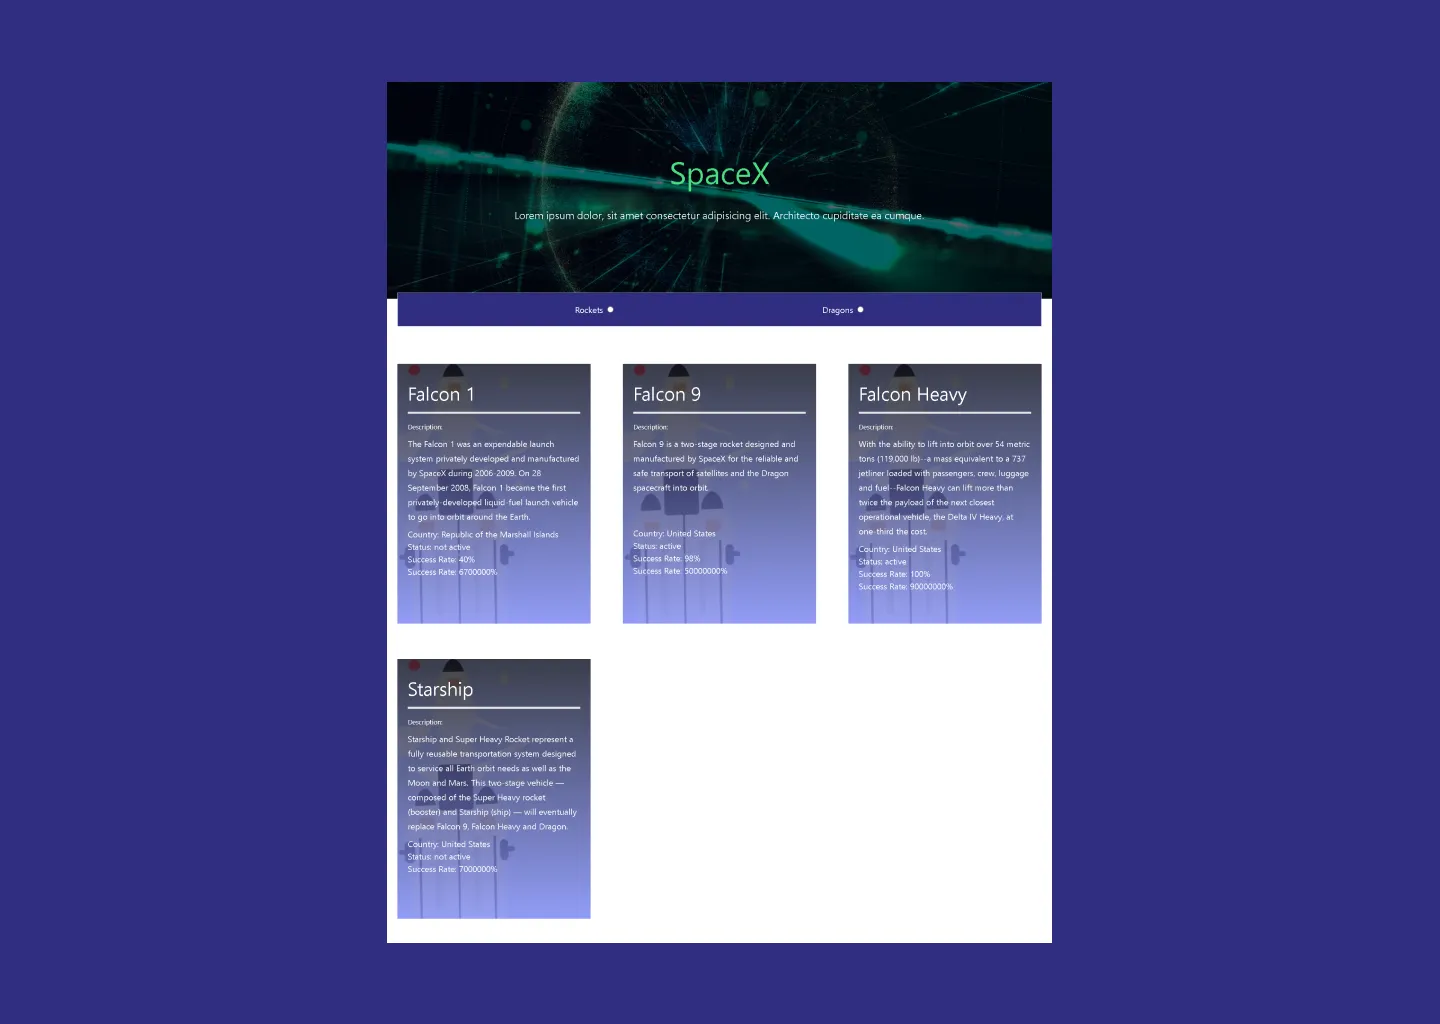 SpaceX
Lorem ipsum dolor, sit amet consectetur adipisicing elit. Architecto cupiditate ea cumque.
Rockets
Dragons
Falcon 1
Description:
The Falcon 1 was an expendable launch
system privately developed and manufactured
by SpaceX during 2006-2009. On 28
September 2008, Falcon 1 became the first
privately-developed liquid-fuel launch vehicle
to go into orbit around the Earth.
Country: Republic of the Marshall Islands
Status: not active
Success Rate: 40%
Success Rate: 6700000%
Falcon 9
Description:
Falcon 9 is a two-stage rocket designed and
manufactured by SpaceX for the reliable and
safe transport of satellites and the Dragon
spacecraft into orbit.
Country: United States
Status: active
Success Rate: 98%
Success Rate: 50000000%
Falcon Heavy
Description:
With the ability to lift into orbit over 54 metric
tons (119,000 lb)--a mass equivalent to a 737
jetliner loaded with passengers, crew, luggage
and fuel--Falcon Heavy can lift more than
twice the payload of the next closest
operational vehicle, the Delta IV Heavy, at
one-third the cost.
Country: United States
Status: active
Success Rate: 100%
Success Rate: 90000000%
Starship
Description:
Starship and Super Heavy Rocket represent a
fully reusable transportation system designed
to service all Earth orbit needs as well as the
Moon and Mars. This two-stage vehicle —
composed of the Super Heavy rocket
(booster) and Starship (ship) — will eventually
replace Falcon 9, Falcon Heavy and Dragon.
Country: United States
Status: not active
Success Rate: 7000000%